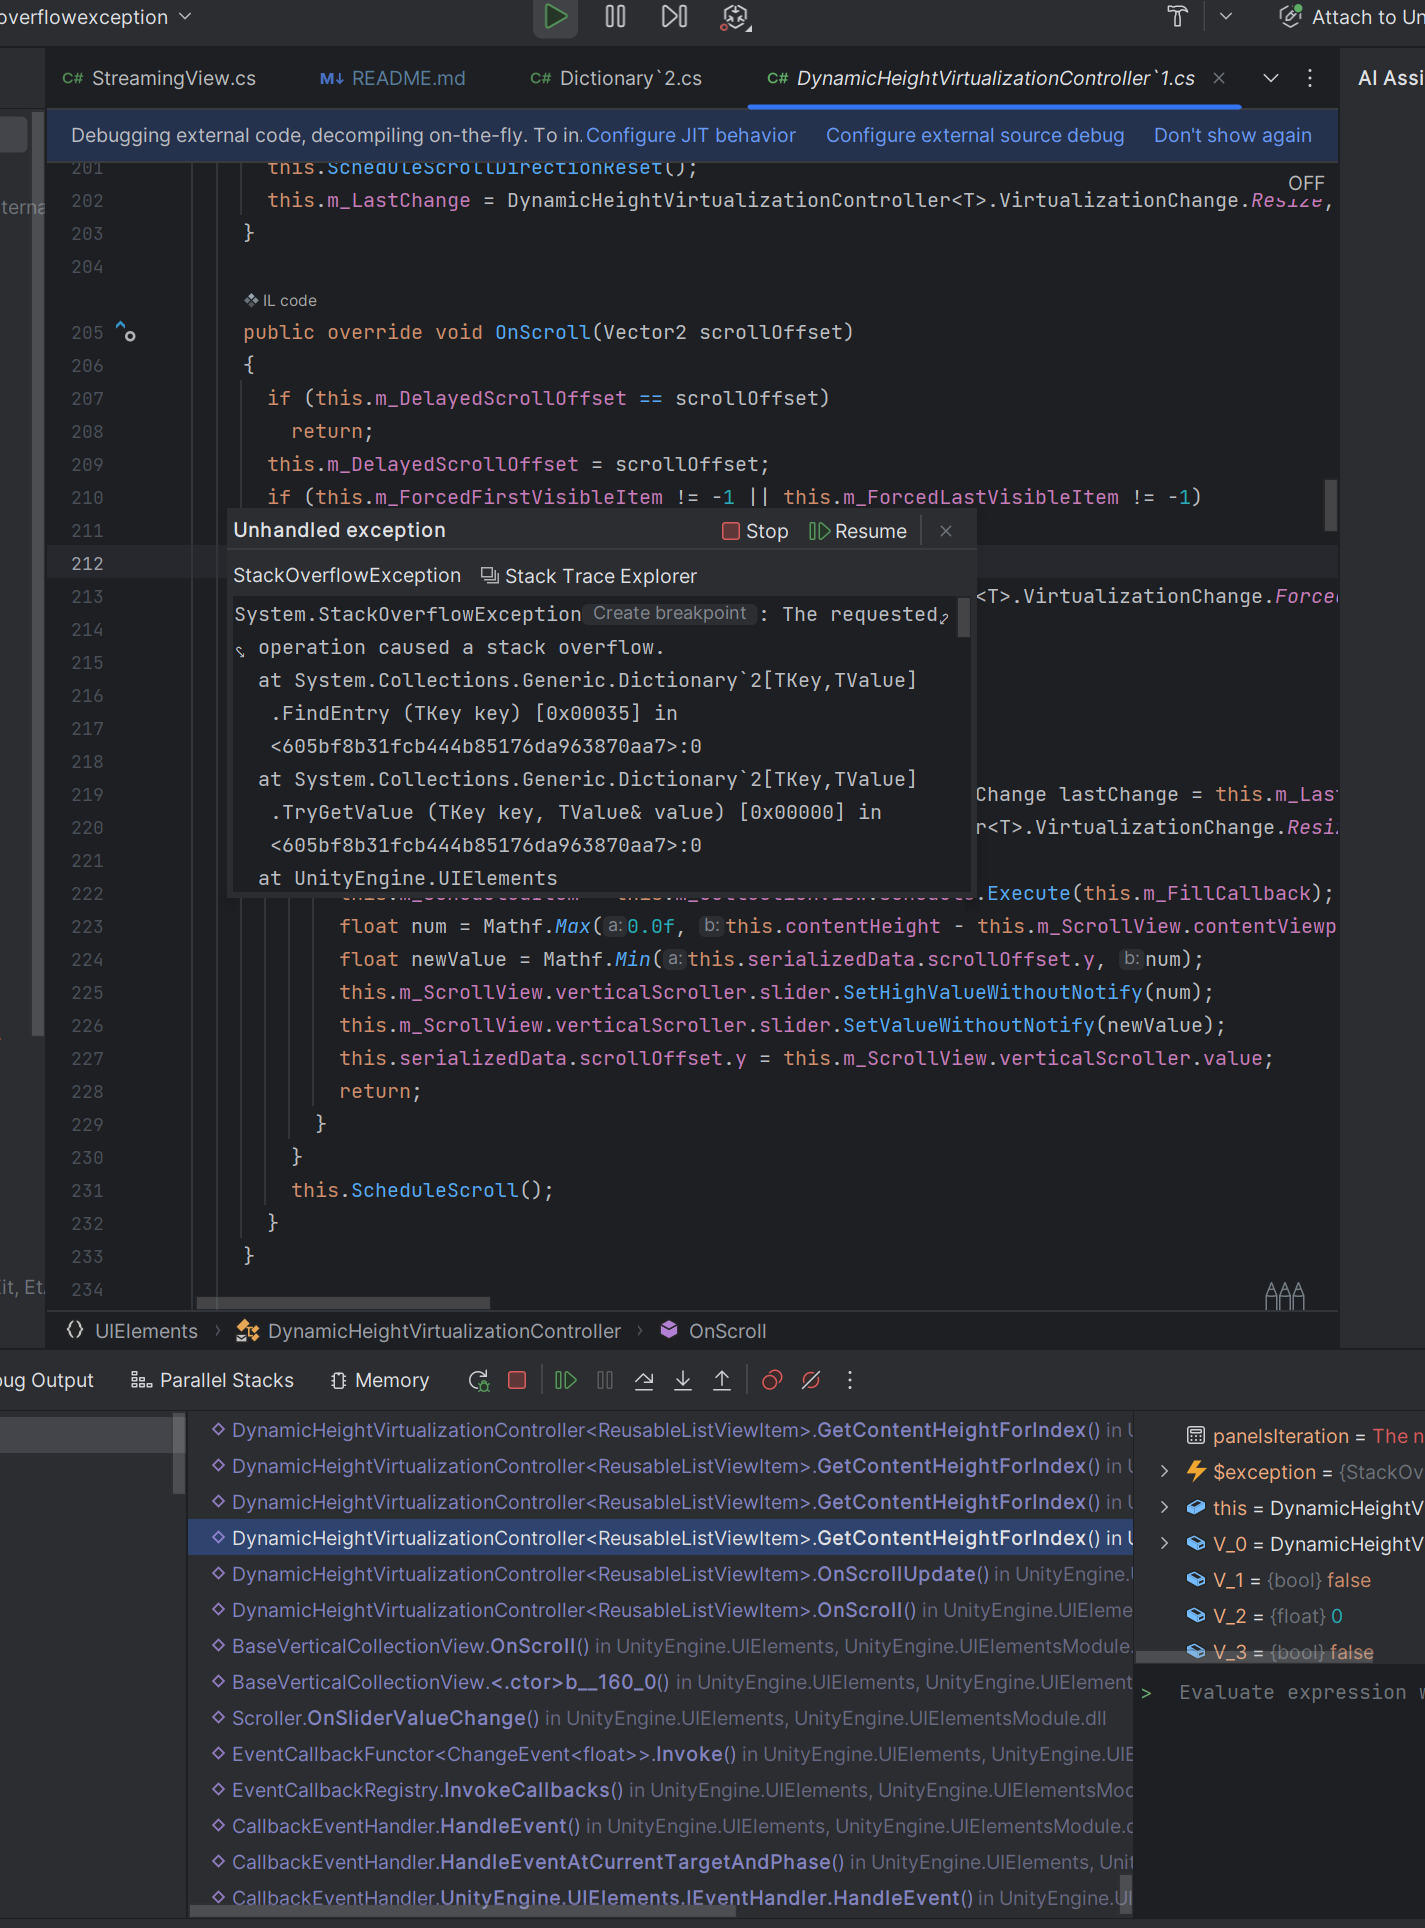 overflowexception
Attach to Un
C# StreamingView.cs
M↓ README.md
C# Dictionary`2.cs
C# DynamicHeightVirtualizationController`1.cs
AI Assi
Debugging external code, decompiling on-the-fly. To in. Configure JIT behavior Configure external source debug Don't show again
OFF
terna
201 this.ScheduleScrollDirectionReset();
202 this.m_LastChange = DynamicHeightVirtualizationController<T>.VirtualizationChange.Resize;
203 }
204
IL code
205 public override void OnScroll(Vector2 scrollOffset)
206 {
207 if (this.m_DelayedScrollOffset == scrollOffset)
208 return;
209 this.m_DelayedScrollOffset = scrollOffset;
210 if (this.m_ForcedFirstVisibleItem != -1 || this.m_ForcedLastVisibleItem != -1)
211
212
213 <T>.VirtualizationChange.Forced
214
215
216
217
218
219 Change lastChange = this.m_Las
220 r<T>.VirtualizationChange.Resi
221
222 .Execute(this.m_FillCallback);
223 float num = Mathf.Max(a: 0.0f, b: this.contentHeight - this.m_ScrollView.contentViewp
224 float newValue = Mathf.Min(a: this.serializedData.scrollOffset.y, b: num);
225 this.m_ScrollView.verticalScroller.slider.SetHighValueWithoutNotify(num);
226 this.m_ScrollView.verticalScroller.slider.SetValueWithoutNotify(newValue);
227 this.serializedData.scrollOffset.y = this.m_ScrollView.verticalScroller.value;
228 return;
229 }
230 }
231 this.ScheduleScroll();
232 }
233 }
234
Unhandled exception Stop Resume
StackOverflowException Stack Trace Explorer
System.StackOverflowException Create breakpoint : The requested
operation caused a stack overflow.
at System.Collections.Generic.Dictionary`2[TKey,TValue]
.FindEntry (TKey key) [0x00035] in
<605bf8b31fcb444b85176da963870aa7>:0
at System.Collections.Generic.Dictionary`2[TKey,TValue]
.TryGetValue (TKey key, TValue& value) [0x00000] in
<605bf8b31fcb444b85176da963870aa7>:0
at UnityEngine.UIElements
it, Et
UIElements › DynamicHeightVirtualizationController › OnScroll
ug Output Parallel Stacks Memory
DynamicHeightVirtualizationController<ReusableListViewItem>.GetContentHeightForIndex() in U
DynamicHeightVirtualizationController<ReusableListViewItem>.GetContentHeightForIndex() in U
DynamicHeightVirtualizationController<ReusableListViewItem>.GetContentHeightForIndex() in U
DynamicHeightVirtualizationController<ReusableListViewItem>.GetContentHeightForIndex() in U
DynamicHeightVirtualizationController<ReusableListViewItem>.OnScrollUpdate() in UnityEngine.U
DynamicHeightVirtualizationController<ReusableListViewItem>.OnScroll() in UnityEngine.UIEleme
BaseVerticalCollectionView.OnScroll() in UnityEngine.UIElements, UnityEngine.UIElementsModule.
BaseVerticalCollectionView.<.ctor>b__160_0() in UnityEngine.UIElements, UnityEngine.UIElement
Scroller.OnSliderValueChange() in UnityEngine.UIElements, UnityEngine.UIElementsModule.dll
EventCallbackFunctor<ChangeEvent<float>>.Invoke() in UnityEngine.UIElements, UnityEngine.UIE
EventCallbackRegistry.InvokeCallbacks() in UnityEngine.UIElements, UnityEngine.UIElementsMod
CallbackEventHandler.HandleEvent() in UnityEngine.UIElements, UnityEngine.UIElementsModule.d
CallbackEventHandler.HandleEventAtCurrentTargetAndPhase() in UnityEngine.UIElements, Unit
CallbackEventHandler.UnityEngine.UIElements.IEventHandler.HandleEvent() in UnityEngine.UI
panelsIteration = The n
$exception = {StackOv
this = DynamicHeightV
V_0 = DynamicHeightV
V_1 = {bool} false
V_2 = {float} 0
V_3 = {bool} false
> Evaluate expression